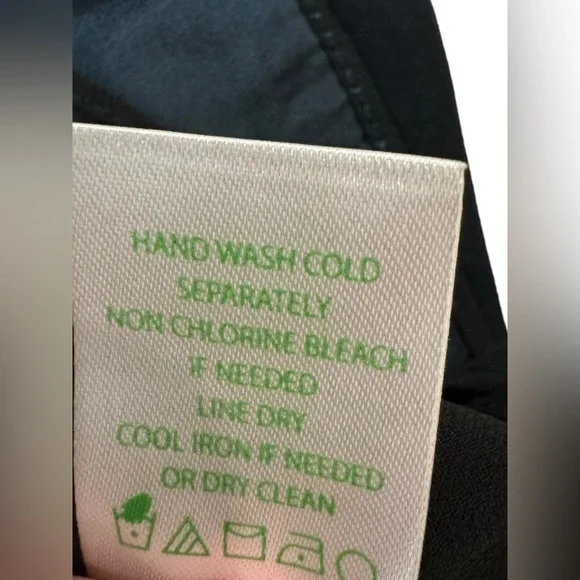 HAND WASH COLD
SEPARATELY
NON CHLORINE BLEACH
IF NEEDED
LINE DRY
COOL IRON IF NEEDED
OR DRY CLEAN